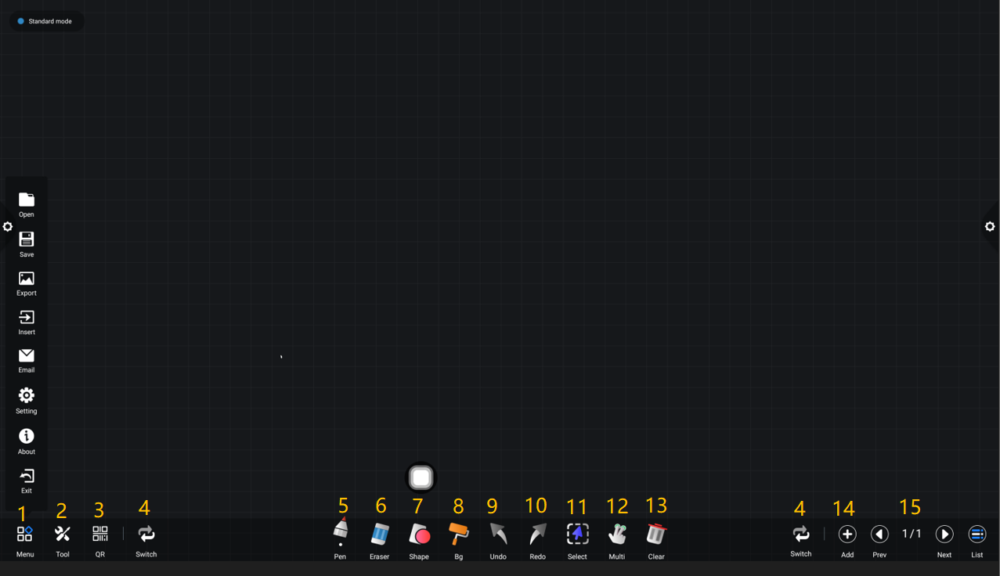 Standard mode
Open
Save
Export
Insert
Email
Setting
About
Exit
1 2 3 4 5 6 7 8 9 10 11 12 13 4 14 15
1/1
Menu Tool QR Switch Pen Eraser Shape Bg Undo Redo Select Multi Clear Switch Add Prev Next List